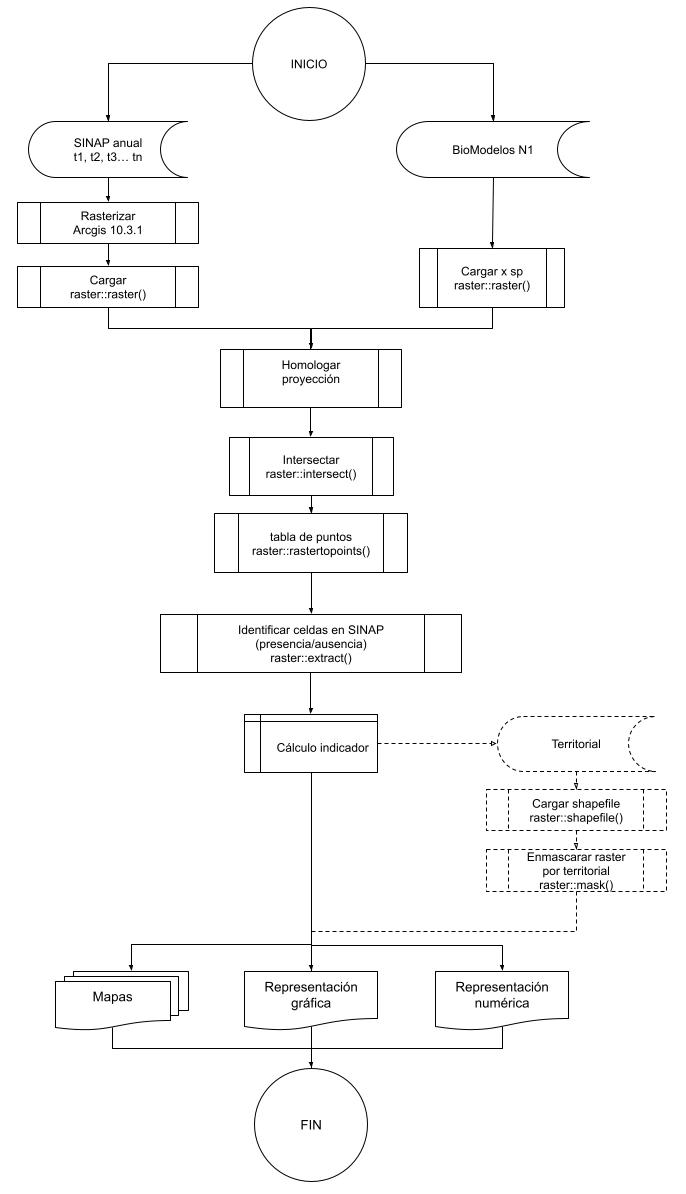 INICIO
SINAP anual
t1, t2, t3... tn
BioModelos N1
Rasterizar
Arcgis 10.3.1
Cargar
raster::raster()
Cargar x sp
raster::raster()
Homologar
proyección
Intersectar
raster::intersect()
tabla de puntos
raster::rastertopoints()
Identificar celdas en SINAP
(presencia/ausencia)
raster::extract()
Cálculo indicador
Territorial
Cargar shapefile
raster::shapefile()
Enmascarar raster
por territorial
raster::mask()
Mapas
Representación
gráfica
Representación
numérica
FIN